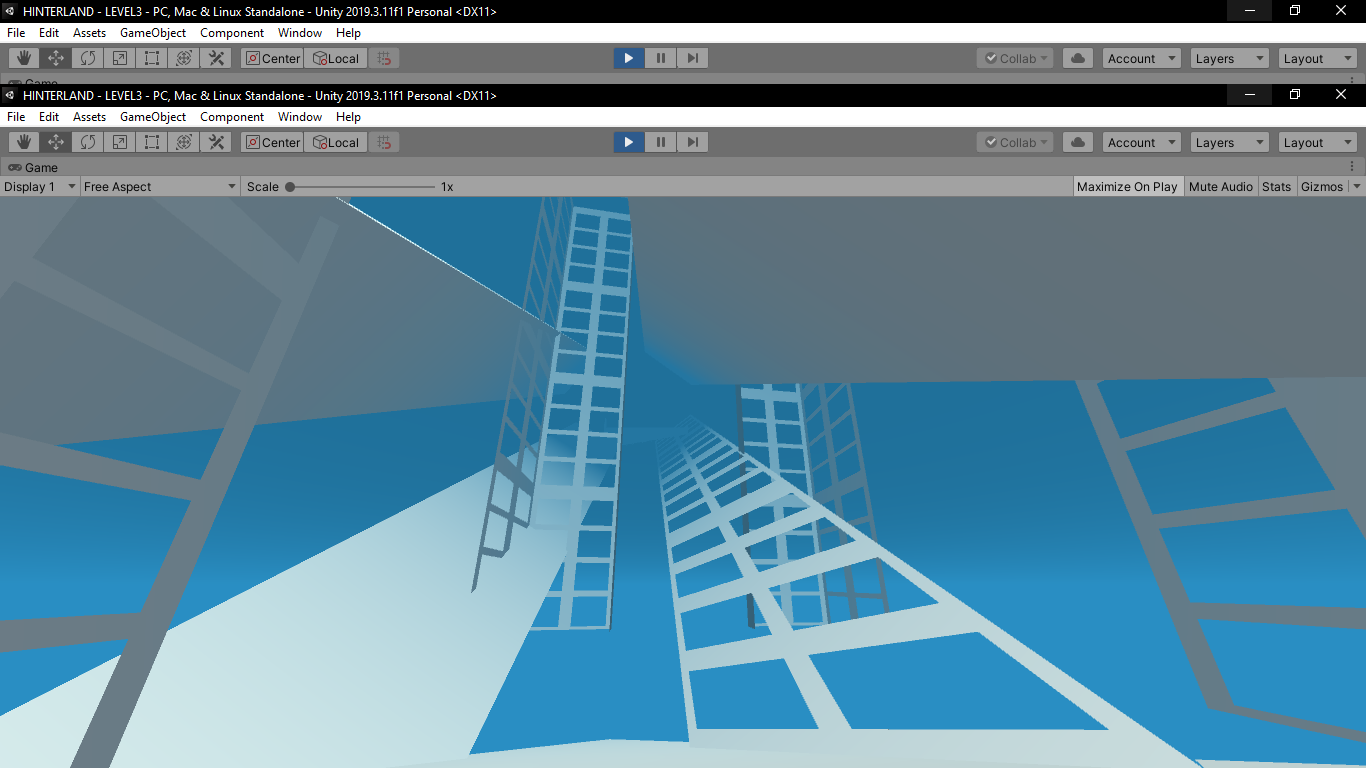 HINTERLAND - LEVEL3 - PC, Mac & Linux Standalone - Unity 2019.3.11f1 Personal <DX11>
File Edit Assets GameObject Component Window Help
Center Local Collab Account Layers Layout
Game
HINTERLAND - LEVEL3 - PC, Mac & Linux Standalone - Unity 2019.3.11f1 Personal <DX11>
File Edit Assets GameObject Component Window Help
Center Local Collab Account Layers Layout
Game
Display 1 Free Aspect Scale 1x Maximize On Play Mute Audio Stats Gizmos